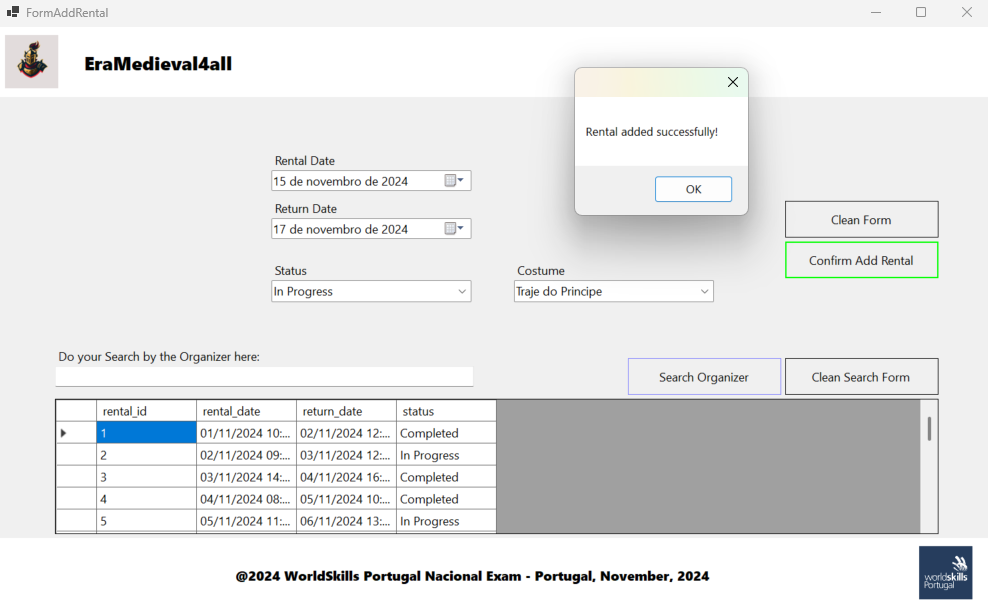 FormAddRental
EraMedieval4all
Rental added successfully!
OK
Rental Date
15 de novembro de 2024
Return Date
17 de novembro de 2024
Clean Form
Confirm Add Rental
Status
Costume
In Progress
Traje do Principe
Do your Search by the Organizer here:
Search Organizer
Clean Search Form
rental_id rental_date return_date status
1 01/11/2024 10:... 02/11/2024 12:... Completed
2 02/11/2024 09:... 03/11/2024 12:... In Progress
3 03/11/2024 14:... 04/11/2024 16:... Completed
4 04/11/2024 08:... 05/11/2024 10:... Completed
5 05/11/2024 11:... 06/11/2024 13:... In Progress
@2024 WorldSkills Portugal Nacional Exam - Portugal, November, 2024
worldskills
Portugal